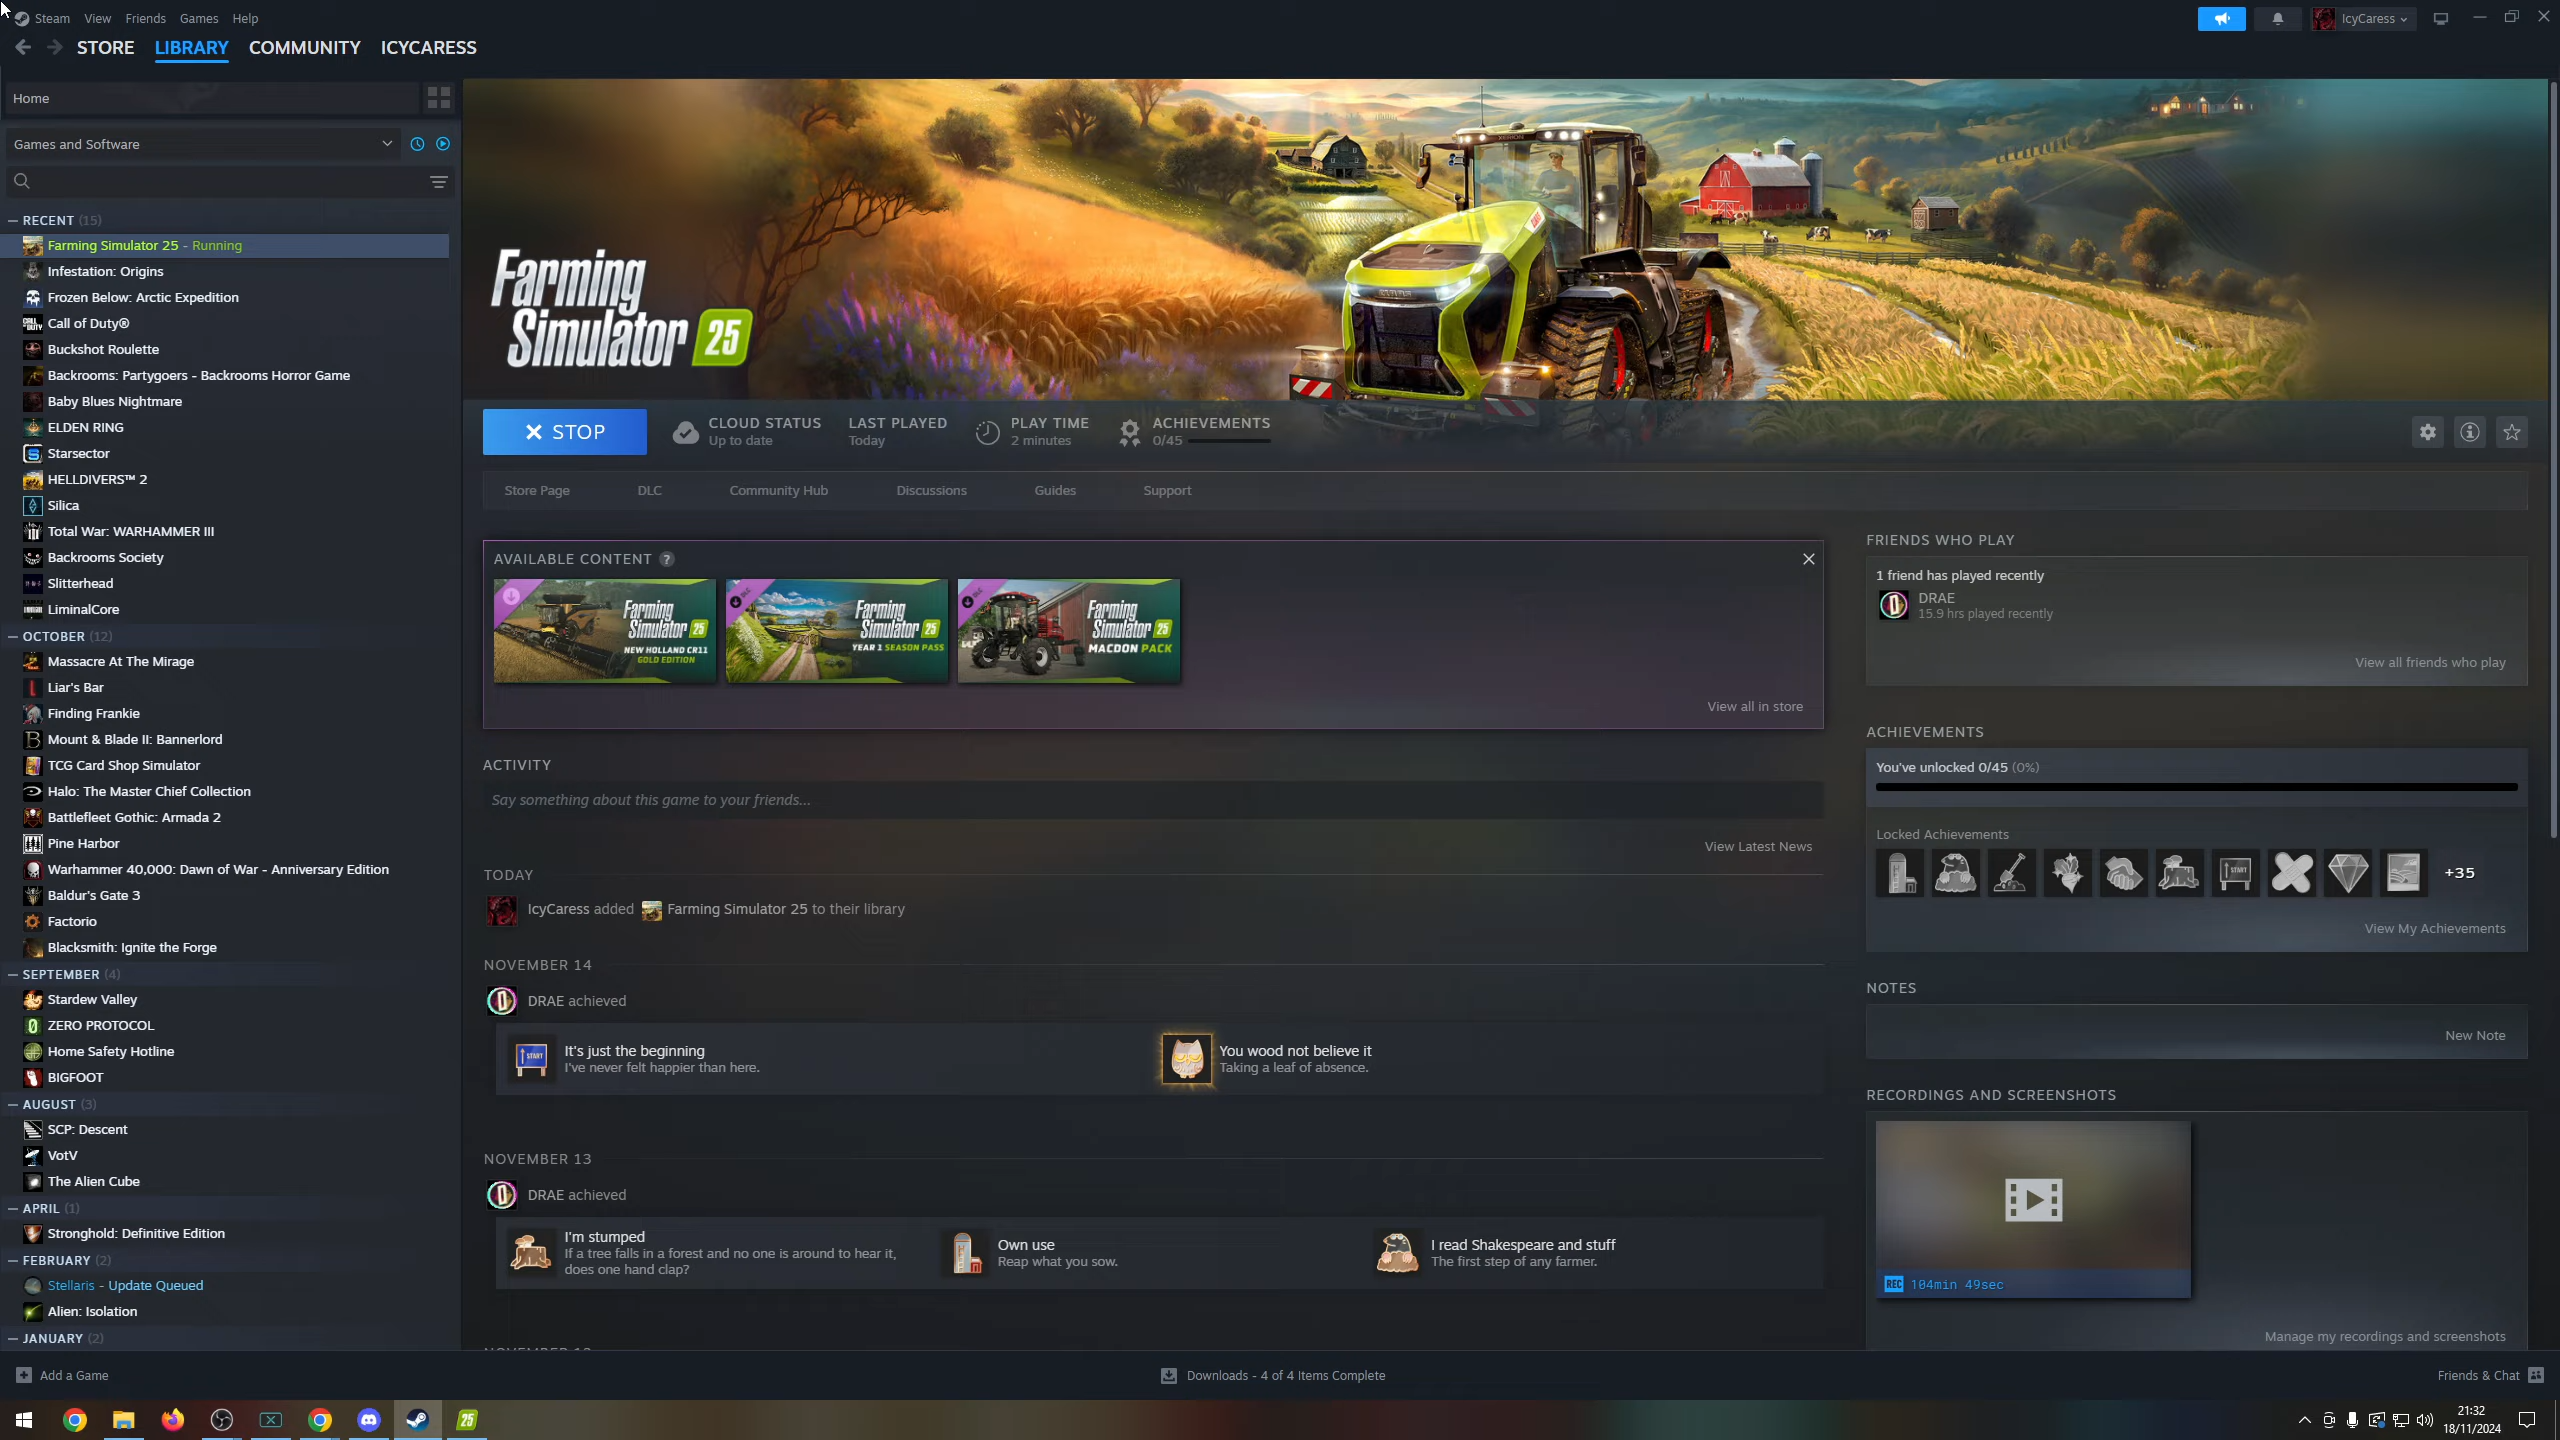 Steam View Friends Games Help
IcyCaress
STORE LIBRARY COMMUNITY ICYCARESS
Home
Games and Software
RECENT (15)
Farming Simulator 25 - Running
Infestation: Origins
Frozen Below: Arctic Expedition
Call of Duty®
Buckshot Roulette
Backrooms: Partygoers - Backrooms Horror Game
Baby Blues Nightmare
ELDEN RING
Starsector
HELLDIVERS™ 2
Silica
Total War: WARHAMMER III
Backrooms Society
Slitterhead
LiminalCore
OCTOBER (12)
Massacre At The Mirage
Liar's Bar
Finding Frankie
Mount & Blade II: Bannerlord
TCG Card Shop Simulator
Halo: The Master Chief Collection
Battlefleet Gothic: Armada 2
Pine Harbor
Warhammer 40,000: Dawn of War - Anniversary Edition
Baldur's Gate 3
Factorio
Blacksmith: Ignite the Forge
SEPTEMBER (4)
Stardew Valley
ZERO PROTOCOL
Home Safety Hotline
BIGFOOT
AUGUST (3)
SCP: Descent
VotV
The Alien Cube
APRIL (1)
Stronghold: Definitive Edition
FEBRUARY (2)
Stellaris - Update Queued
Alien: Isolation
JANUARY (2)
Farming
Simulator 25
STOP
CLOUD STATUS
Up to date
LAST PLAYED
Today
PLAY TIME
2 minutes
ACHIEVEMENTS
0/45
Store Page DLC Community Hub Discussions Guides Support
AVAILABLE CONTENT ?
Farming
Simulator 25
NEW HOLLAND CR11
GOLD EDITION
DLC
Farming
Simulator 25
YEAR 1 SEASON PASS
DLC
Farming
Simulator 25
MACDON PACK
View all in store
ACTIVITY
Say something about this game to your friends...
View Latest News
TODAY
IcyCaress added Farming Simulator 25 to their library
NOVEMBER 14
DRAE achieved
START
It's just the beginning
I've never felt happier than here.
You wood not believe it
Taking a leaf of absence.
NOVEMBER 13
DRAE achieved
I'm stumped
If a tree falls in a forest and no one is around to hear it,
does one hand clap?
Own use
Reap what you sow.
I read Shakespeare and stuff
The first step of any farmer.
FRIENDS WHO PLAY
1 friend has played recently
DRAE
15.9 hrs played recently
View all friends who play
ACHIEVEMENTS
You've unlocked 0/45 (0%)
Locked Achievements
START
+35
View My Achievements
NOTES
New Note
RECORDINGS AND SCREENSHOTS
REC 104min 49sec
Manage my recordings and screenshots
Add a Game
Downloads - 4 of 4 Items Complete
Friends & Chat
25
21:32
18/11/2024